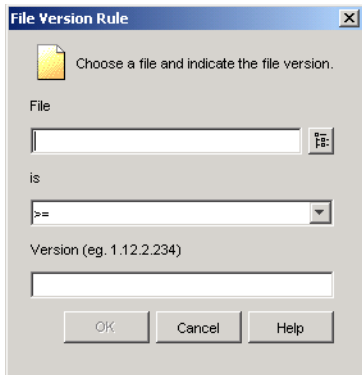 File Version Rule
Choose a file and indicate the file version.
File
is
>=
Version (eg. 1.12.2.234)
OK
Cancel
Help